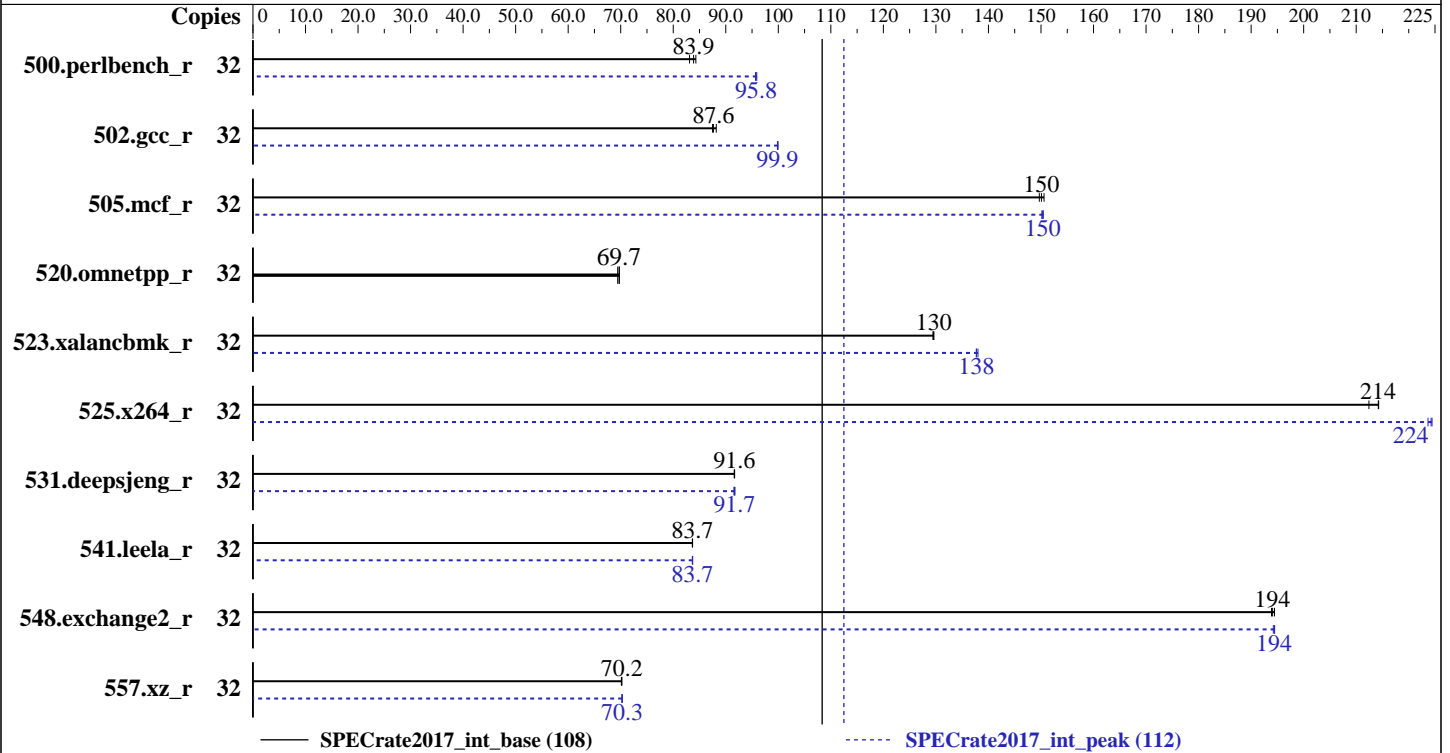 Copies 0 10.0 20.0 30.0 40.0 50.0 60.0 70.0 80.0 90.0 100 110 120 130 140 150 160 170 180 190 200 210 225
83.9
500.perlbench_r 32
95.8
87.6
502.gcc_r 32
99.9
150
505.mcf_r 32
150
69.7
520.omnetpp_r 32
130
523.xalancbmk_r 32
138
214
525.x264_r 32
224
91.6
531.deepsjeng_r 32
91.7
83.7
541.leela_r 32
83.7
194
548.exchange2_r 32
194
70.2
557.xz_r 32
70.3
SPECrate2017_int_base (108) SPECrate2017_int_peak (112)